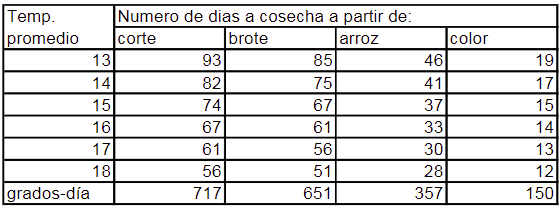 Temp. Numero de dias a cosecha a partir de:
promedio corte brote arroz color
13 93 85 46 19
14 82 75 41 17
15 74 67 37 15
16 67 61 33 14
17 61 56 30 13
18 56 51 28 12
grados-día 717 651 357 150